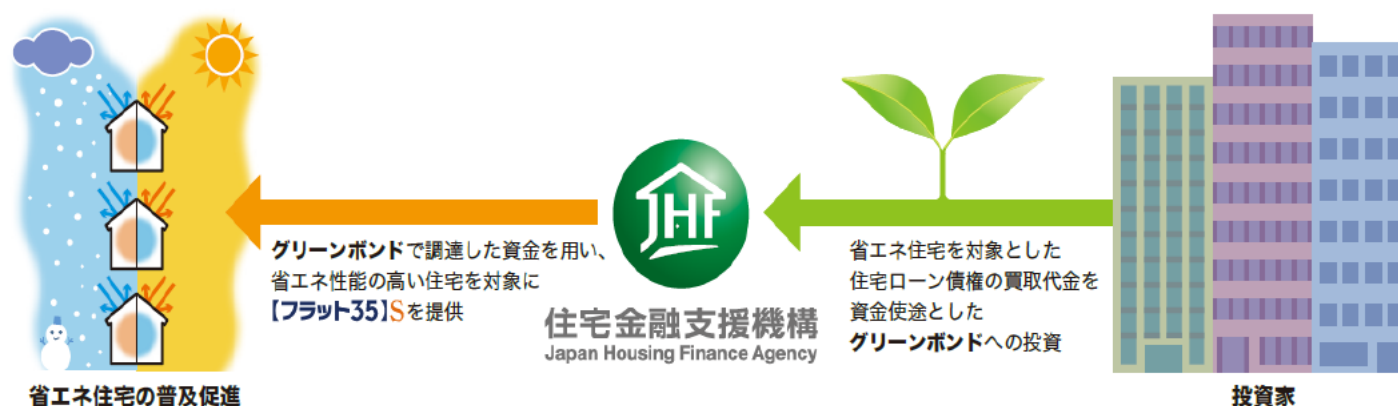 グリーンボンドで調達した資金を用い、
省エネ性能の高い住宅を対象に
【フラット35】Sを提供
省エネ住宅の普及促進
JHF
住宅金融支援機構
Japan Housing Finance Agency
省エネ住宅を対象とした
住宅ローン債権の買取代金を
資金使途とした
グリーンボンドへの投資
投資家